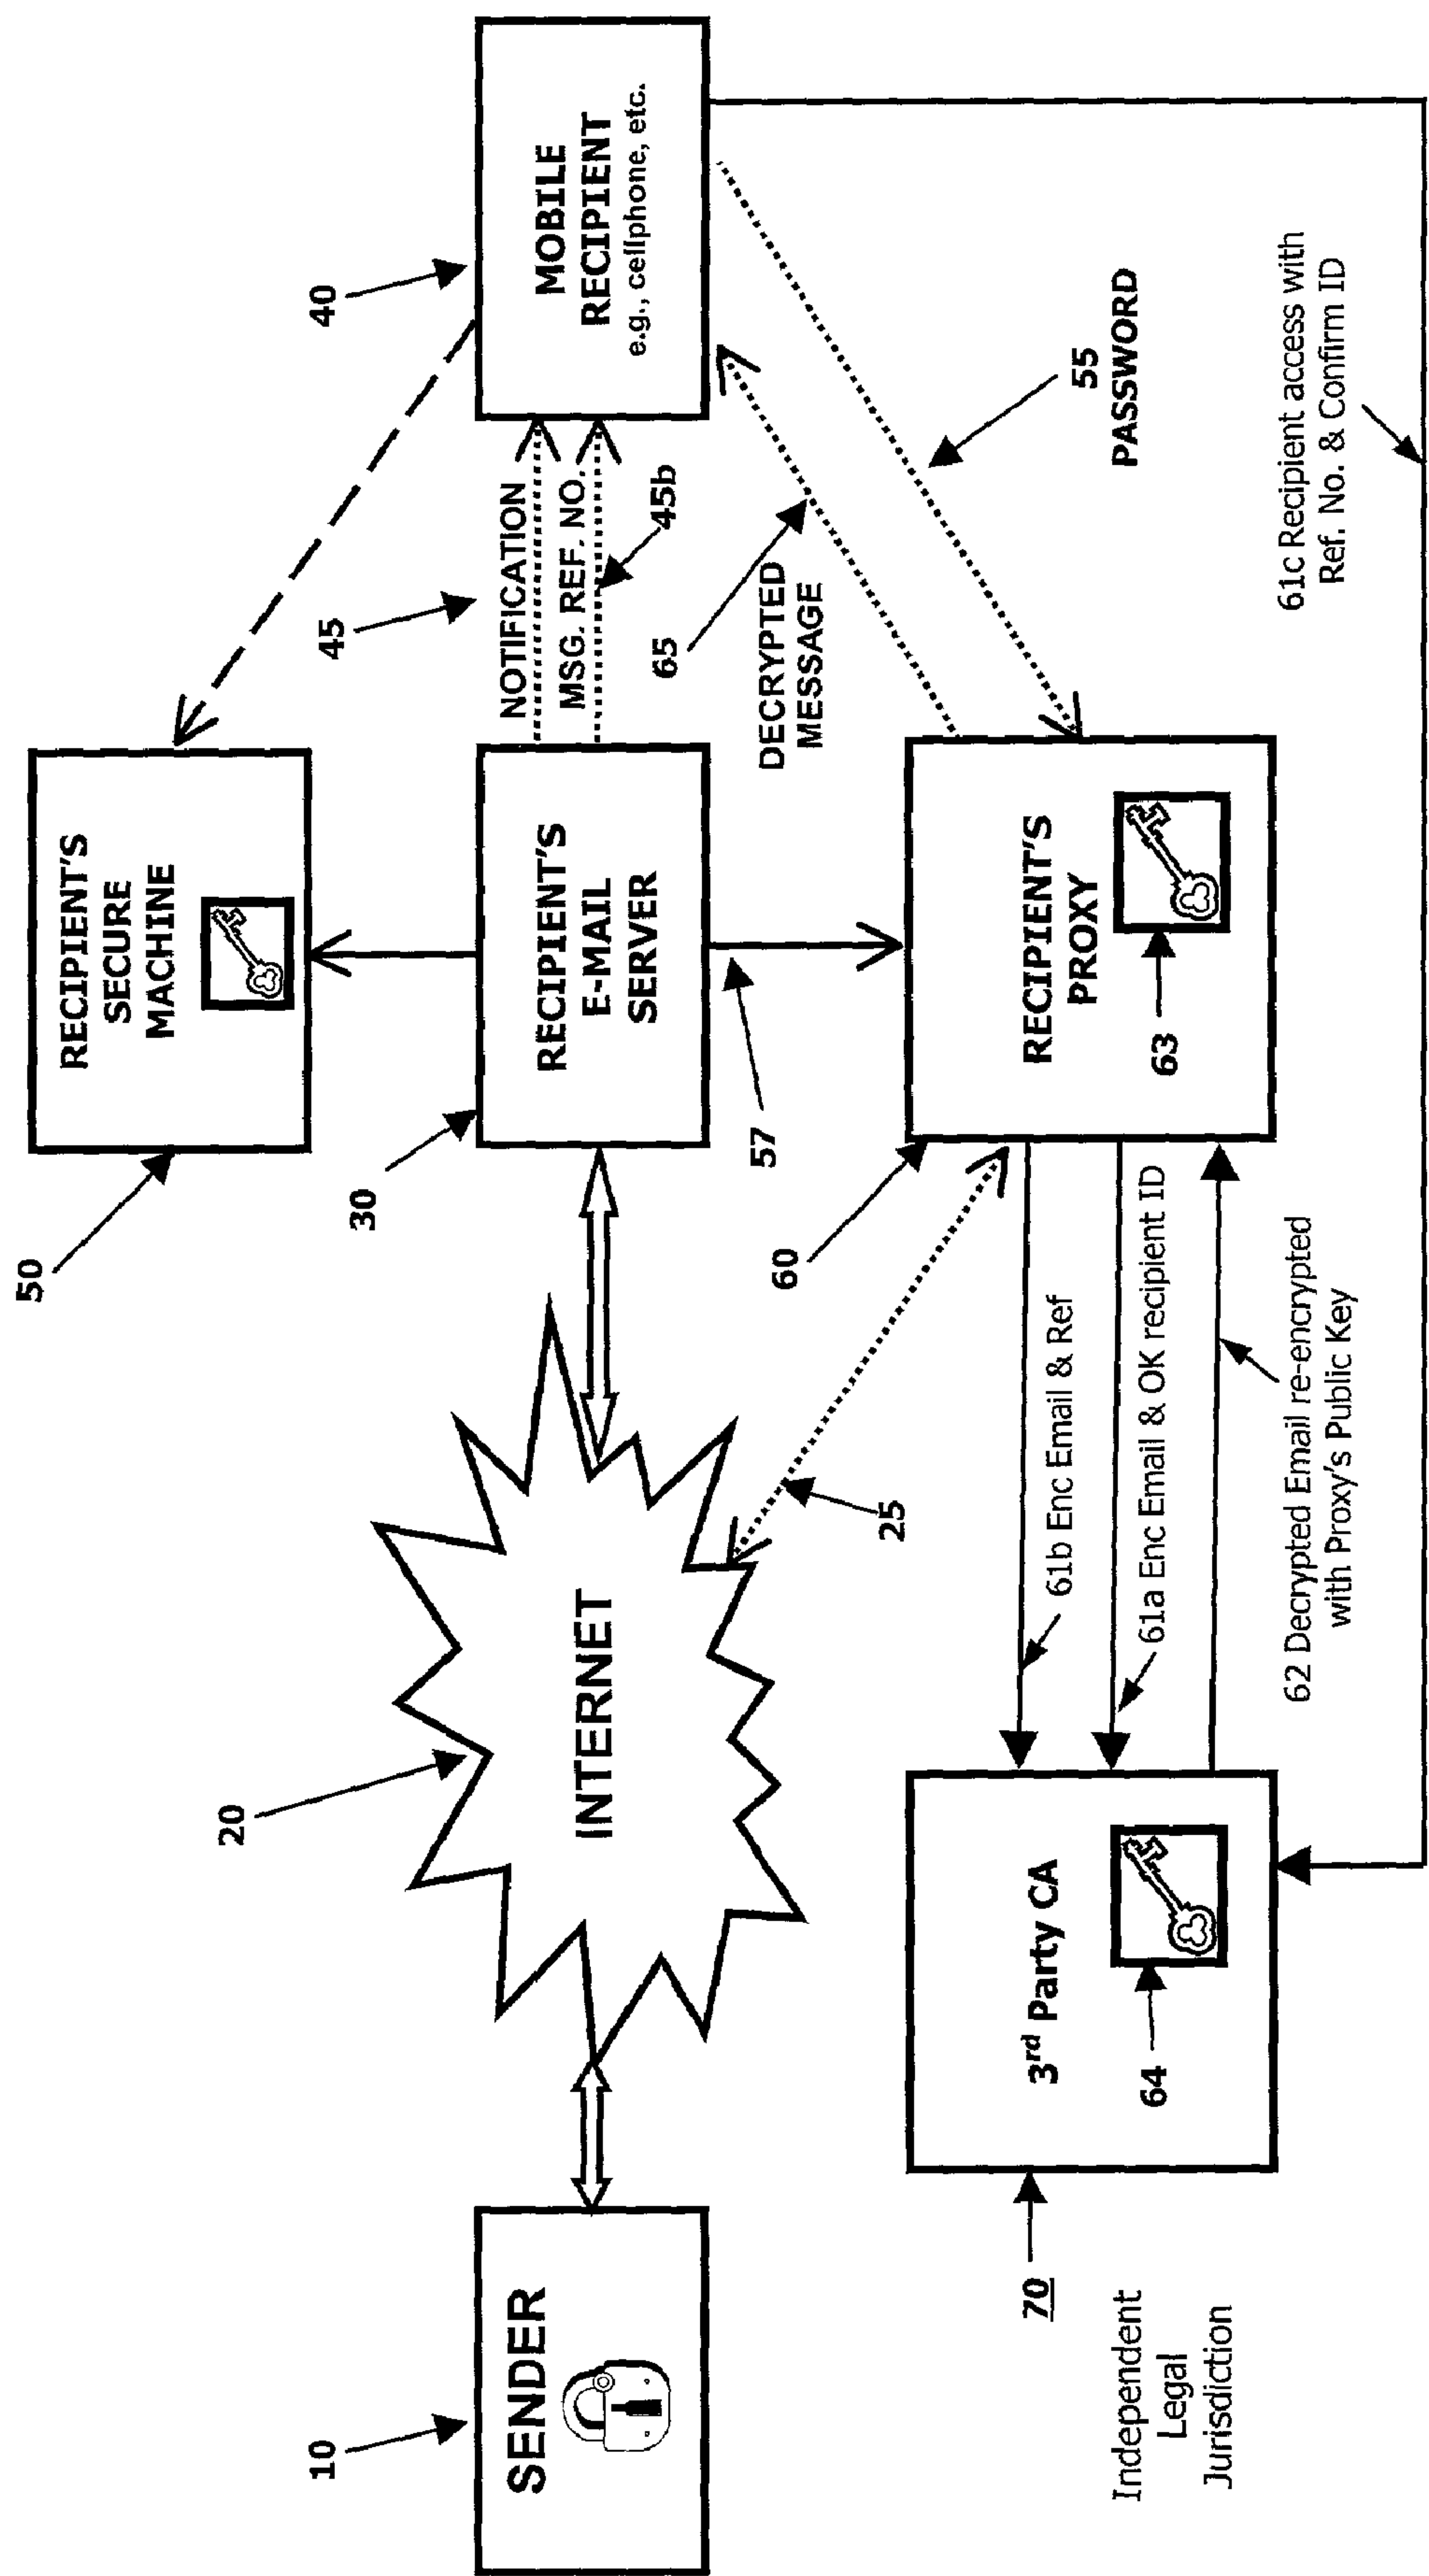 50
RECIPIENT'S
SECURE
MACHINE
20
30
45
40
10
SENDER
INTERNET
RECIPIENT'S
E-MAIL
SERVER
NOTIFICATION
MSG. REF. NO.
45b
MOBILE
RECIPIENT
e.g., cellphone, etc.
57
65
DECRYPTED
MESSAGE
25
60
55
PASSWORD
70
Independent
Legal
Jurisdiction
3rd Party CA
64
61b Enc Email & Ref
61a Enc Email & OK recipient ID
62 Decrypted Email re-encrypted
with Proxy's Public Key
RECIPIENT'S
PROXY
63
61c Recipient access with
Ref. No. & Confirm ID